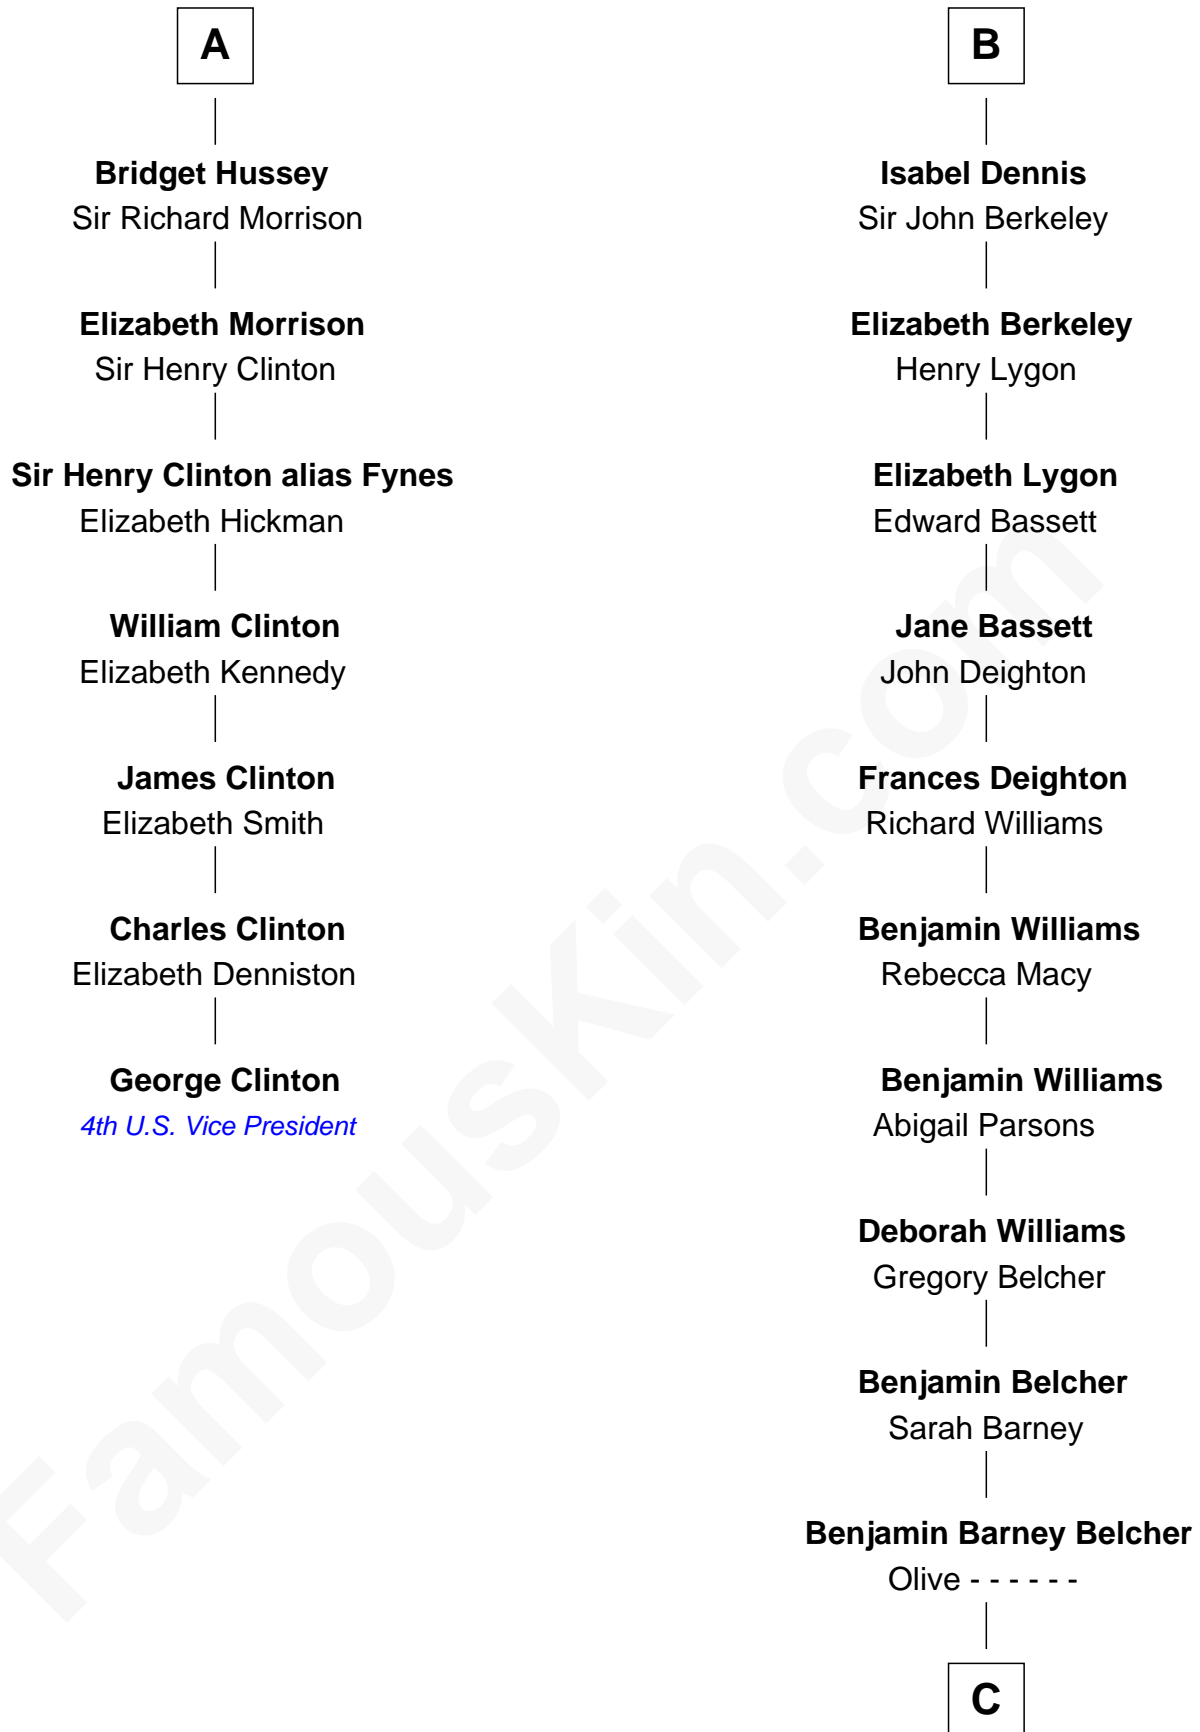 A
Bridget Hussey
Sir Richard Morrison
Elizabeth Morrison
Sir Henry Clinton
Sir Henry Clinton alias Fynes
Elizabeth Hickman
William Clinton
Elizabeth Kennedy
James Clinton
Elizabeth Smith
Charles Clinton
Elizabeth Denniston
George Clinton
4th U.S. Vice President
B
Isabel Dennis
Sir John Berkeley
Elizabeth Berkeley
Henry Lygon
Elizabeth Lygon
Edward Bassett
Jane Bassett
John Deighton
Frances Deighton
Richard Williams
Benjamin Williams
Rebecca Macy
Benjamin Williams
Abigail Parsons
Deborah Williams
Gregory Belcher
Benjamin Belcher
Sarah Barney
Benjamin Barney Belcher
Olive - - - - - -
C
FamousKin.com